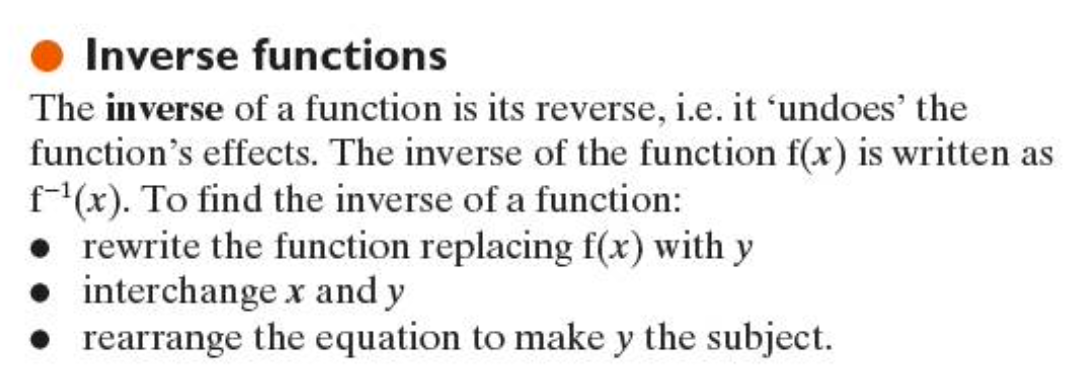 ● Inverse functions
The inverse of a function is its reverse, i.e. it ‘undoes’ the
function’s effects. The inverse of the function f(x) is written as
f⁻¹(x). To find the inverse of a function:
● rewrite the function replacing f(x) with y
● interchange x and y
● rearrange the equation to make y the subject.